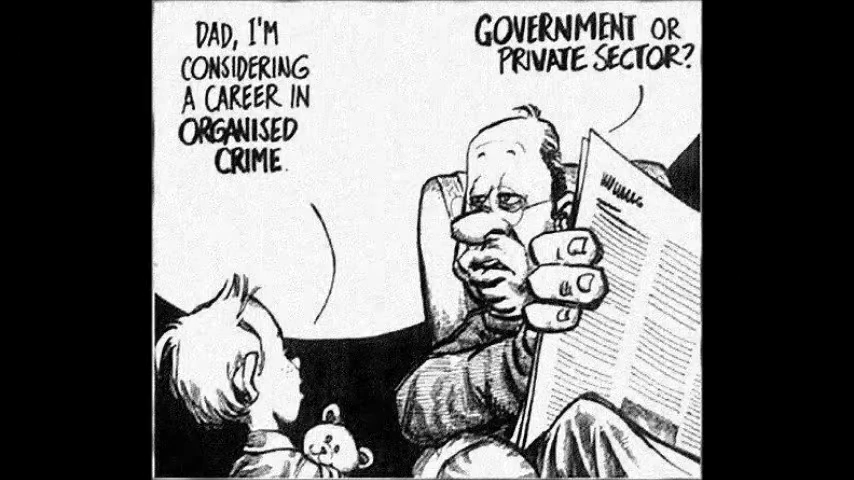 DAD, I'M
CONSIDERING
A CAREER IN
ORGANISED
CRIME.
GOVERNMENT OR
PRIVATE SECTOR?